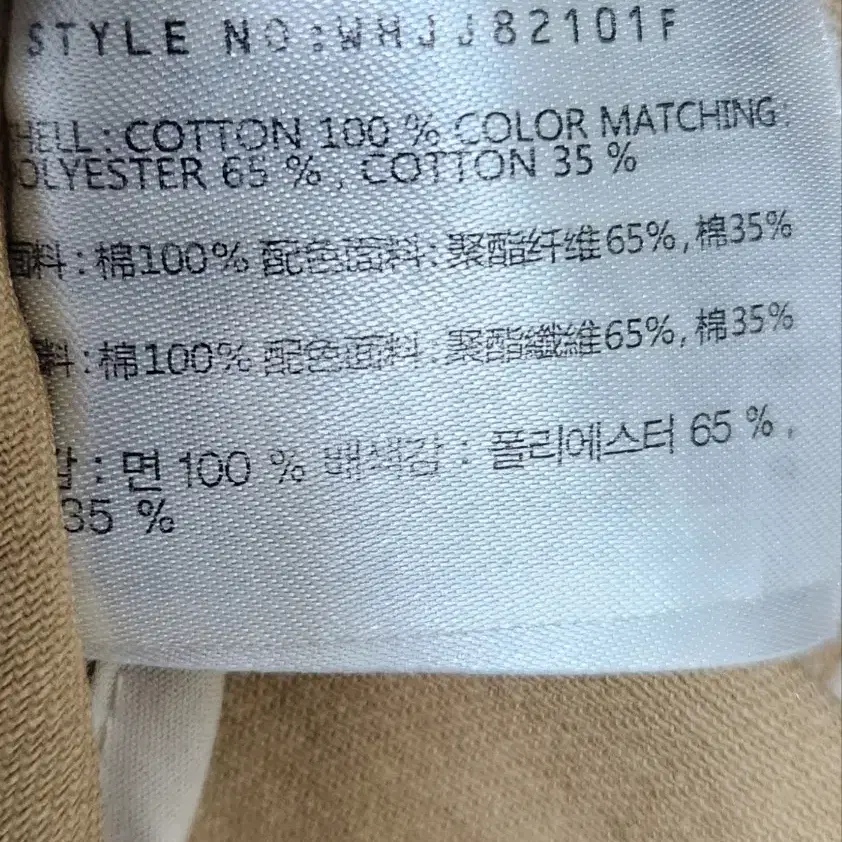 STYLE NO:WHJJ82101F
HELL : COTTON 100 % COLOR MATCHING:
OLYESTER 65 % , COTTON 35 %
面料 : 棉100% 配色面料: 聚酯纤维65%,棉35%
料 : 棉100% 配色面料: 聚酯纖維65%,棉35%
감 : 면 100 % 배색감 : 폴리에스터 65 % ,
35 %